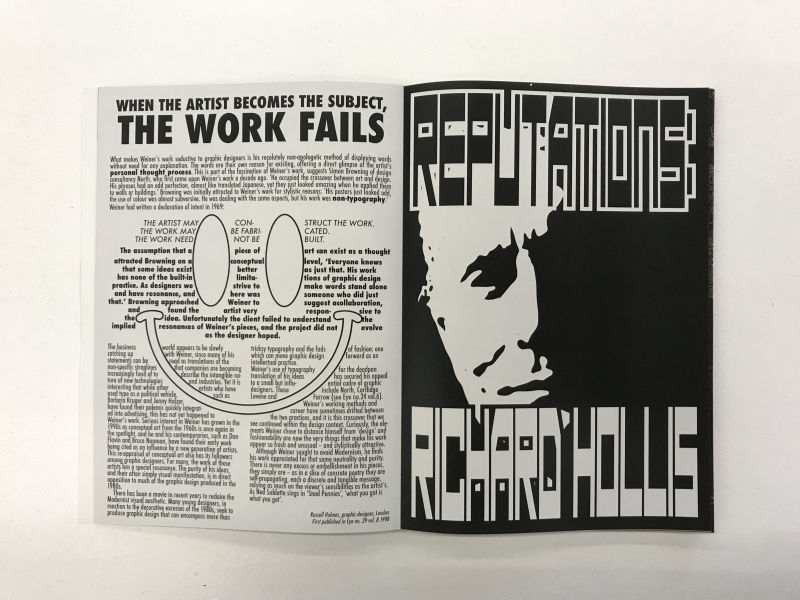 WHEN THE ARTIST BECOMES THE SUBJECT,
THE WORK FAILS
What makes Weiner's work seductive to graphic designers is his resolutely non-apologetic method of displaying words
without need for any explanation. The words are their own reason for existing, offering a direct glimpse of the artist's
personal thought process. This is part of the fascination of Weiner's work, suggests Simon Browning of design
consultancy North, who first came upon Weiner's work a decade ago. 'He occupied the crossover between art and design.
His phrases had an odd perfection, almost like translated Japanese, yet they just looked amazing when he applied them
to walls or buildings.' Browning was initially attracted to Weiner's work for stylistic reasons: 'His posters just looked odd,
the use of colour was almost subversive. He was dealing with the same aspects, but his work was non-typography.'
Weiner had written a declaration of intent in 1969:
THE ARTIST MAY CON- STRUCT THE WORK.
THE WORK MAY BE FABRI- CATED.
THE WORK NEED NOT BE BUILT.
The assumption that a piece of art can exist as a thought
attracted Browning on a conceptual level, 'Everyone knows
that some ideas exist better as just that. His work
has none of the built-in limita- tions of graphic design
practice. As designers we strive to make words stand alone
and have resonance, and here was someone who did just
that.' Browning approached Weiner to suggest acollaboration,
and found the artist very respon- sive to
the idea. Unfortunately the client failed to understand the
implied resonances of Weiner's pieces, and the project did not evolve
as the designer hoped.
The business world appears to be slowly
catching up with Weiner, since many of his
statements can be used as translations of the
non-specific straplines that companies are becoming
increasingly fond of to describe the intangible na-
ture of new technologies and industries. Yet it is
interesting that while other artists who have
used type as a political vehicle, such as
Barbara Kruger and Jenny Holzer,
have found their polemic quickly integrat-
ed into advertising, this has not yet happened to
Weiner's work. Serious interest in Weiner has grown in the
1990s as conceptual art from the 1960s is once again in
the spotlight, and he and his contemporaries, such as Dan
Flavin and Bruce Nauman, have found their early work
being cited as an influence by a new generation of artists.
This re-appraisal of conceptual art also has its followers
among graphic designers. For many, the work of those
artists has a special resonance. The purity of his ideas,
and their often simply visual manifestation, is in direct
opposition to much of the graphic design produced in the
1980s.
There has been a movie in recent years to reclaim the
Modernist visual aesthetic. Many young designers, in
reaction to the decorative excesses of the 1980s, seek to
produce graphic design that can encompass more than
tricksy typography and the fads of fashion: one
which can move graphic design forward as an
intellectual practice.
Weiner's use of typography for the deadpan
translation of his ideas has secured his appeal
to a small but influ- ential cadre of graphic
designers. These include North, Cartlidge
Levene and Farrow (see Eye no.24 vol.6).
Weiner's working methods and
career have sometimes drifted between
the two practices, and it is this crossover that can
see continued within the design context. Curiously, the ele-
ments Weiner chose to distance himself from 'design' and
fashionability are now the very things that make his work
appear so fresh and unusual – and stylistically attractive.
Although Weiner sought to avoid Modernism, he finds
his work appreciated for that same neutrality and purity.
There is never any excess or embellishment in his pieces,
they simply are – as in a slice of concrete poetry they are
self-propagating, each a discrete and tangible message,
relying as much on the viewer's sensibilities as the artist's.
As Ned Sublette sings in 'Steel Pennies', 'what you got is
what you get'.
Russell Holmes, graphic designer, London
First published in Eye no. 29 vol. 8 1998
REPUTATIONS:
RICHARD HOLLIS